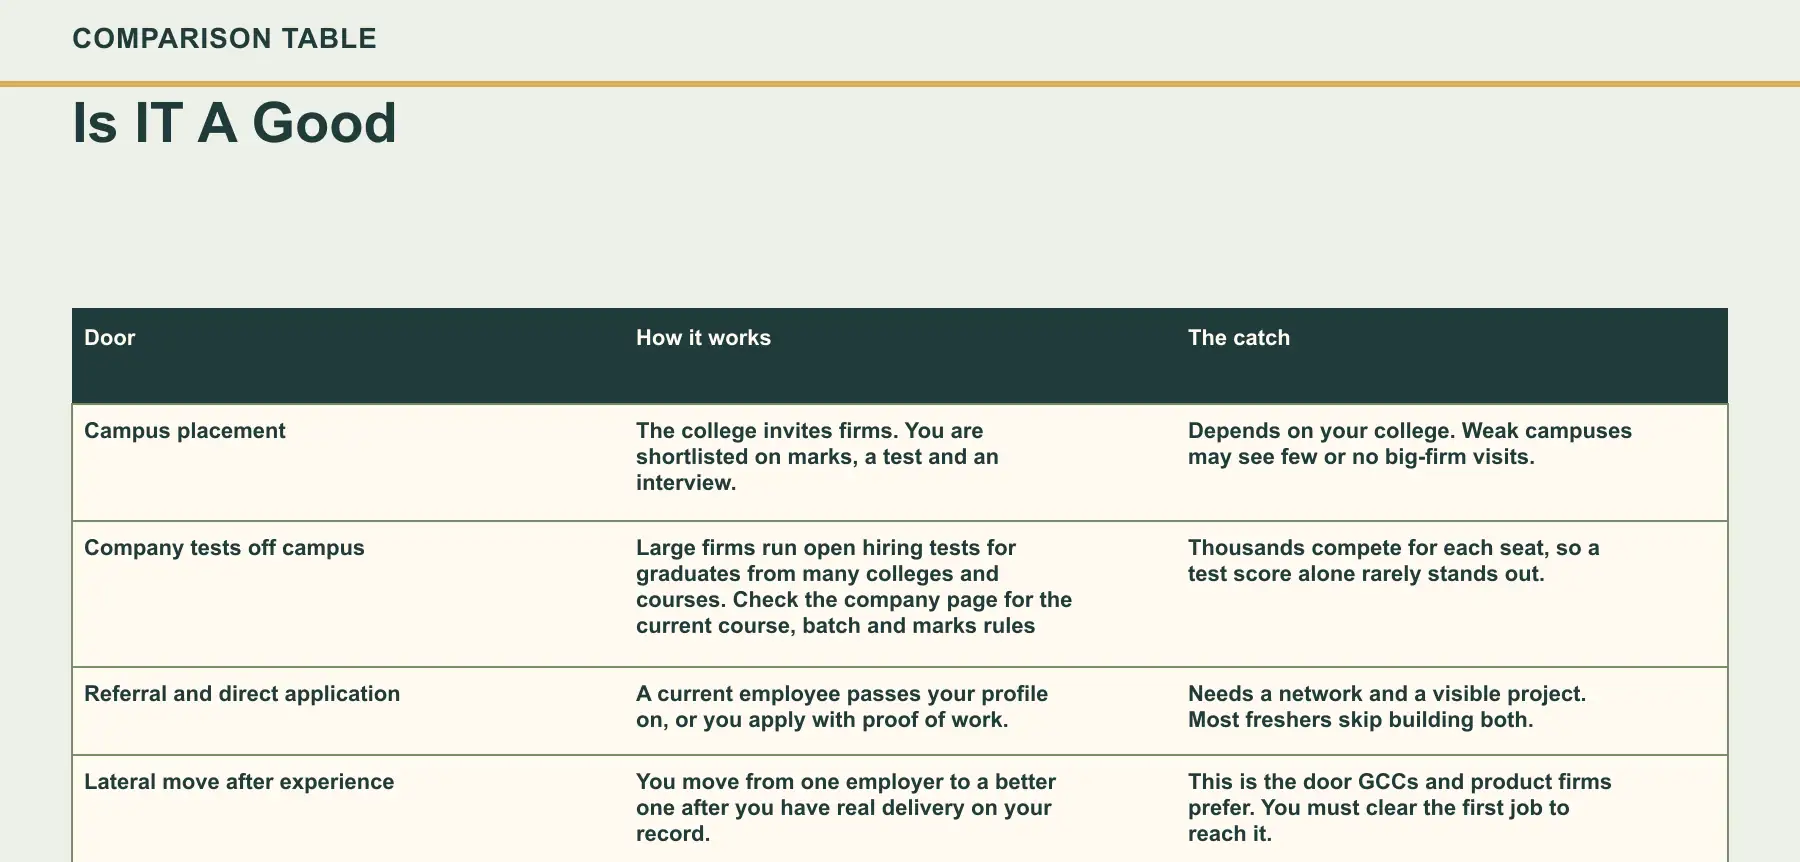 COMPARISON TABLE
Is IT A Good
Door
How it works
The catch
Campus placement
The college invites firms. You are
shortlisted on marks, a test and an
interview.
Depends on your college. Weak campuses
may see few or no big-firm visits.
Company tests off campus
Large firms run open hiring tests for
graduates from many colleges and
courses. Check the company page for the
current course, batch and marks rules
Thousands compete for each seat, so a
test score alone rarely stands out.
Referral and direct application
A current employee passes your profile
on, or you apply with proof of work.
Needs a network and a visible project.
Most freshers skip building both.
Lateral move after experience
You move from one employer to a better
one after you have real delivery on your
record.
This is the door GCCs and product firms
prefer. You must clear the first job to
reach it.